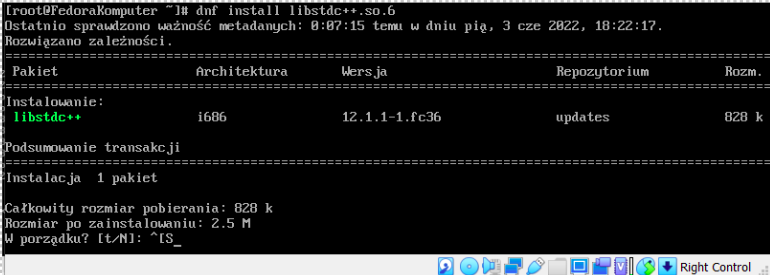 [root@FedoraKomputer ~]# dnf install libstdc++.so.6
Ostatnio sprawdzono ważność metadanych: 0:07:15 temu w dniu pią, 3 cze 2022, 18:22:17.
Rozwiązano zależności.
Pakiet Architektura Wersja Repozytorium Rozm.
Instalowanie:
libstdc++ i686 12.1.1-1.fc36 updates 828 k
Podsumowanie transakcji
Instalacja 1 pakiet
Całkowity rozmiar pobierania: 828 k
Rozmiar po zainstalowaniu: 2.5 M
W porządku? [t/N]: ^[S_
Right Control